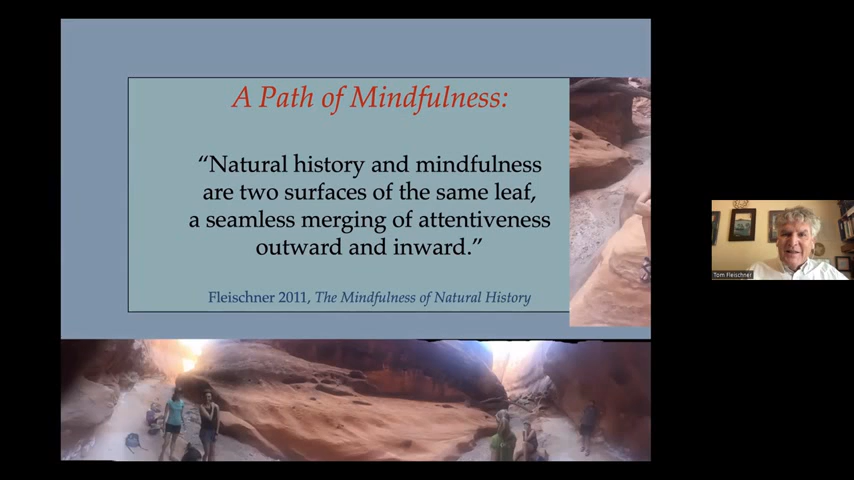 A Path of Mindfulness:
“Natural history and mindfulness
are two surfaces of the same leaf,
a seamless merging of attentiveness
outward and inward.”
Fleischner 2011, The Mindfulness of Natural History
Tom Fleischner